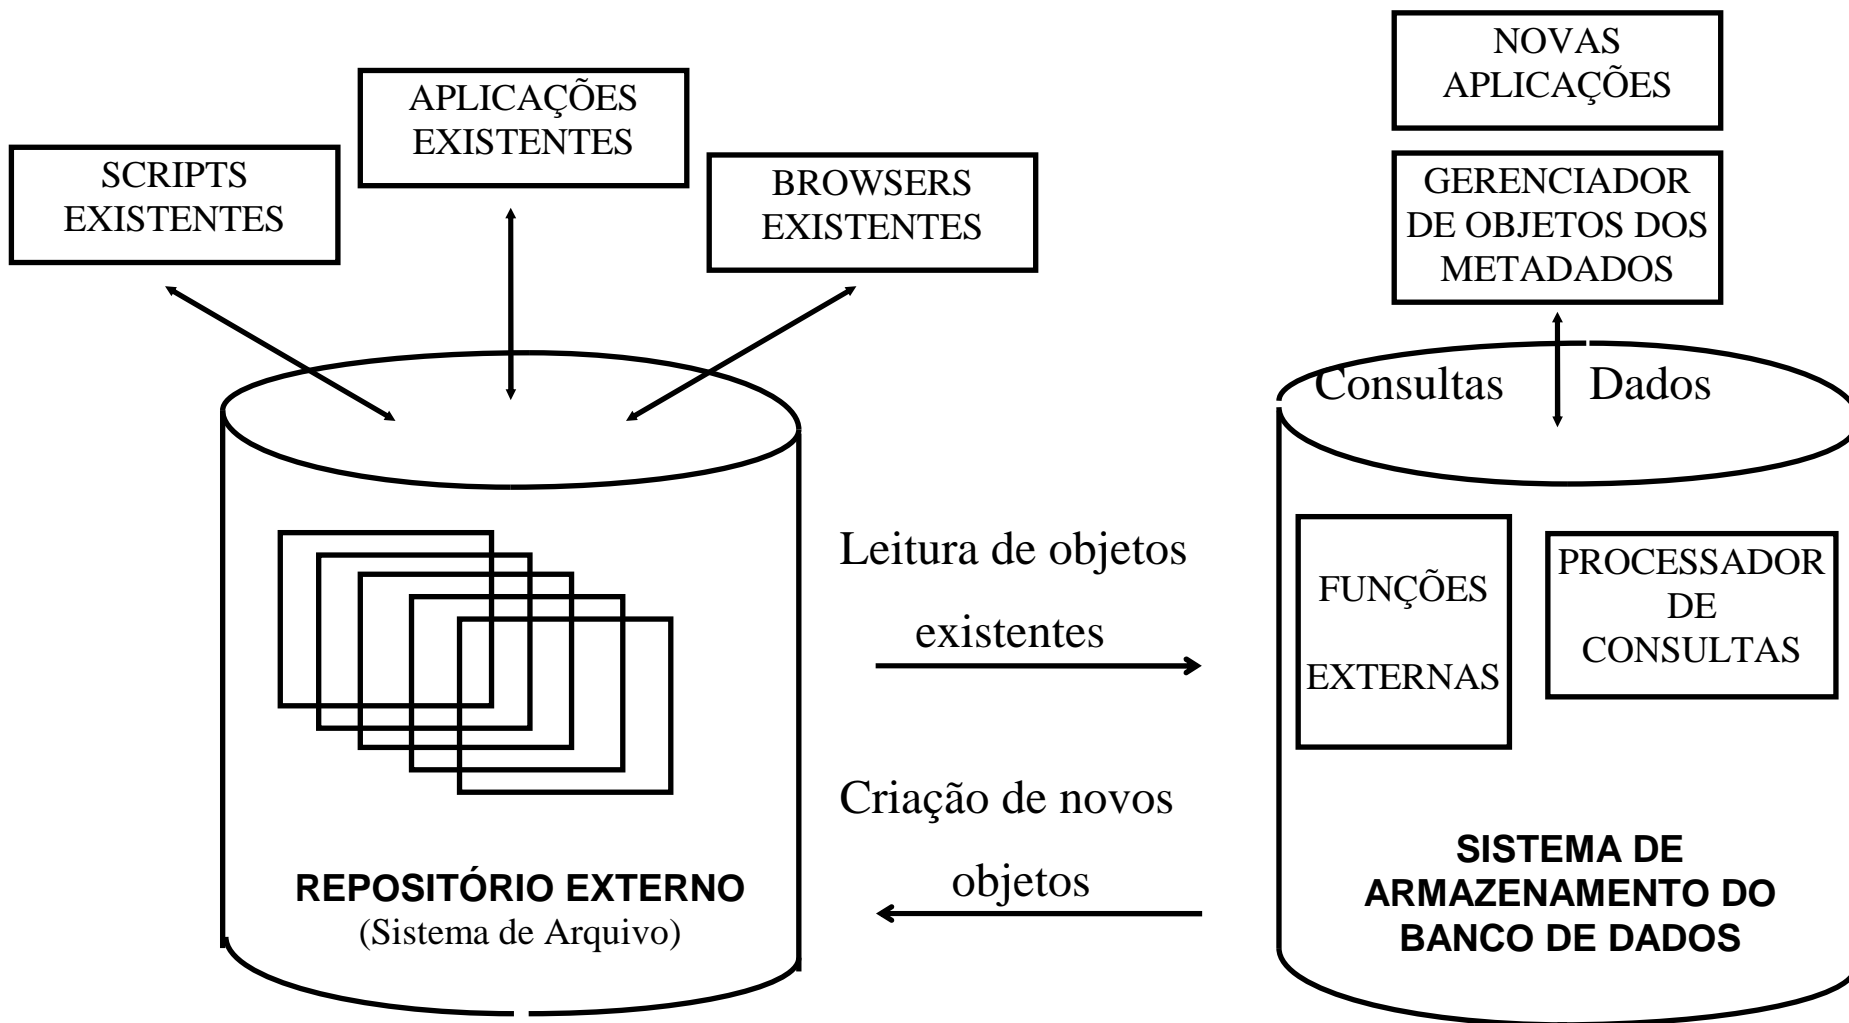 SCRIPTS
EXISTENTES
APLICAÇÕES
EXISTENTES
BROWSERS
EXISTENTES
NOVAS
APLICAÇÕES
GERENCIADOR
DE OBJETOS DOS
METADADOS
Consultas
Dados
Leitura de objetos
existentes
Criação de novos
objetos
REPOSITÓRIO EXTERNO
(Sistema de Arquivo)
FUNÇÕES
EXTERNAS
PROCESSADOR
DE
CONSULTAS
SISTEMA DE
ARMAZENAMENTO DO
BANCO DE DADOS